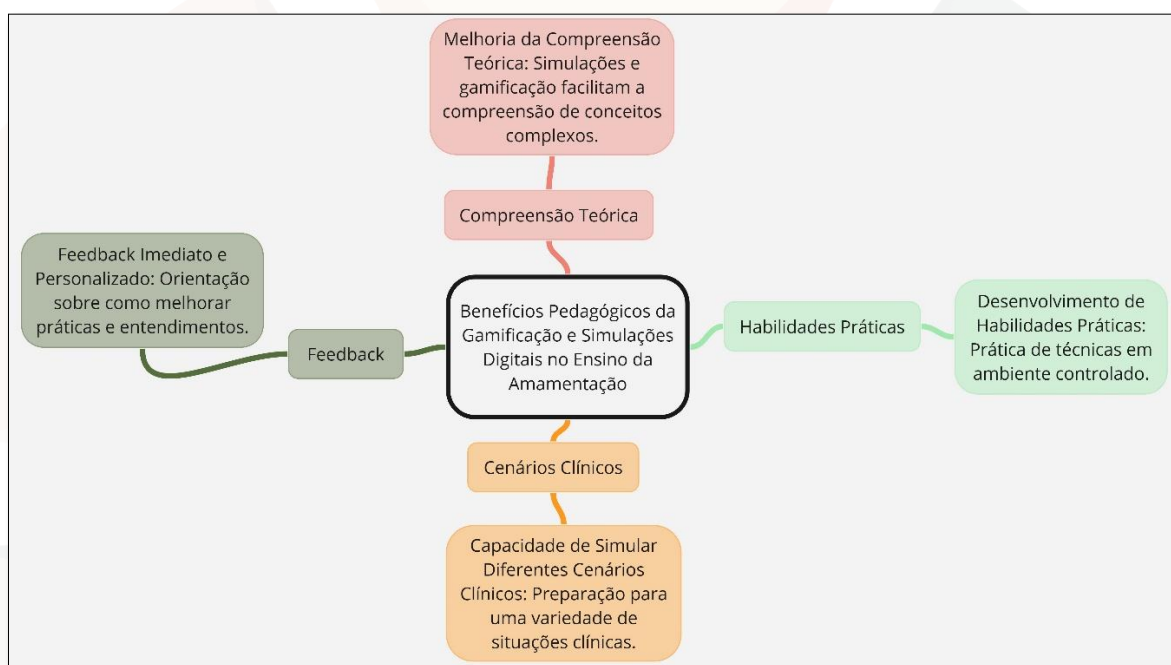 Melhoria da Compreensão
Teórica: Simulações e
gamificação facilitam a
compreensão de conceitos
complexos.
Compreensão Teórica
Feedback Imediato e
Personalizado: Orientação
sobre como melhorar
práticas e entendimentos.
Feedback
Benefícios Pedagógicos da
Gamificação e Simulações
Digitais no Ensino da
Amamentação
Habilidades Práticas
Desenvolvimento de
Habilidades Práticas:
Prática de técnicas em
ambiente controlado.
Cenários Clínicos
Capacidade de Simular
Diferentes Cenários
Clínicos: Preparação para
uma variedade de
situações clínicas.